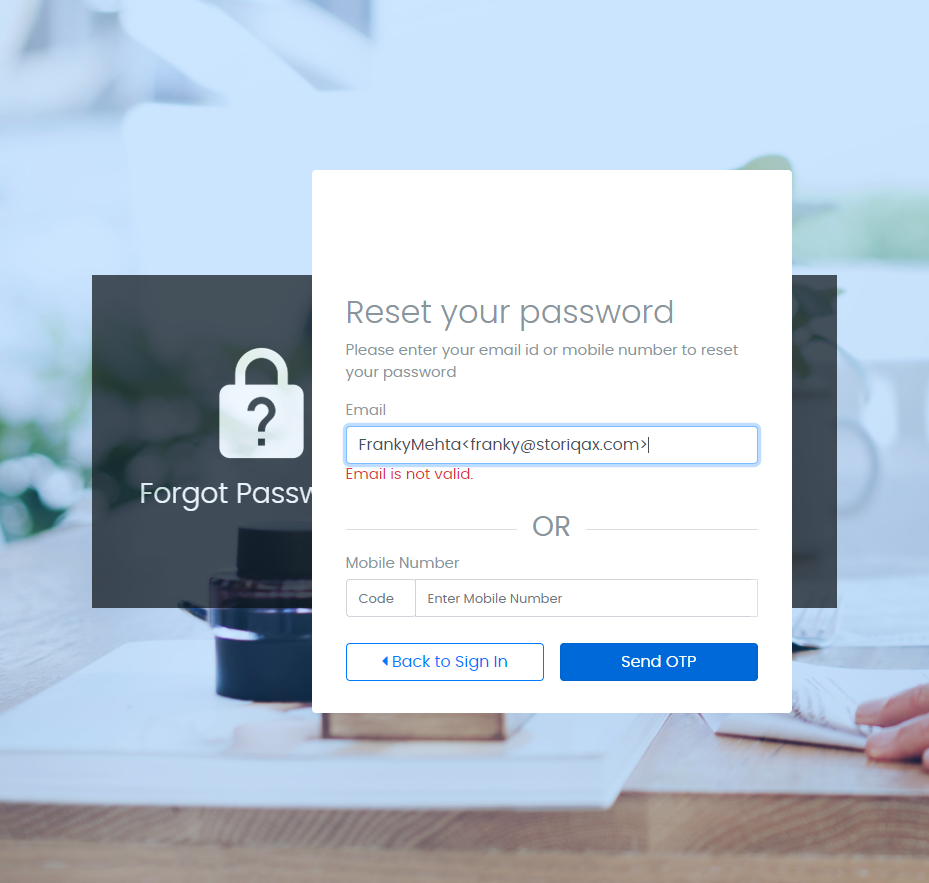 Reset your password
Please enter your email id or mobile number to reset
your password
Email
FrankyMehta<franky@storiqax.com>
Email is not valid.
Forgot Passw
OR
Mobile Number
Code Enter Mobile Number
Back to Sign In Send OTP